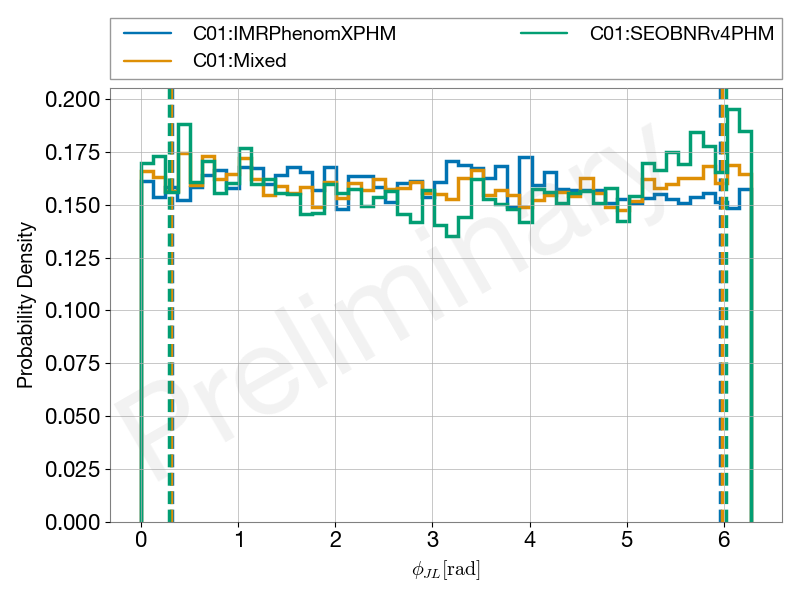 C01:IMRPhenomXPHM
C01:Mixed
C01:SEOBNRv4PHM
Preliminary
Probability Density
0.200
0.175
0.150
0.125
0.100
0.075
0.050
0.025
0.000
0 1 2 3 4 5 6
ϕ_JL [rad]